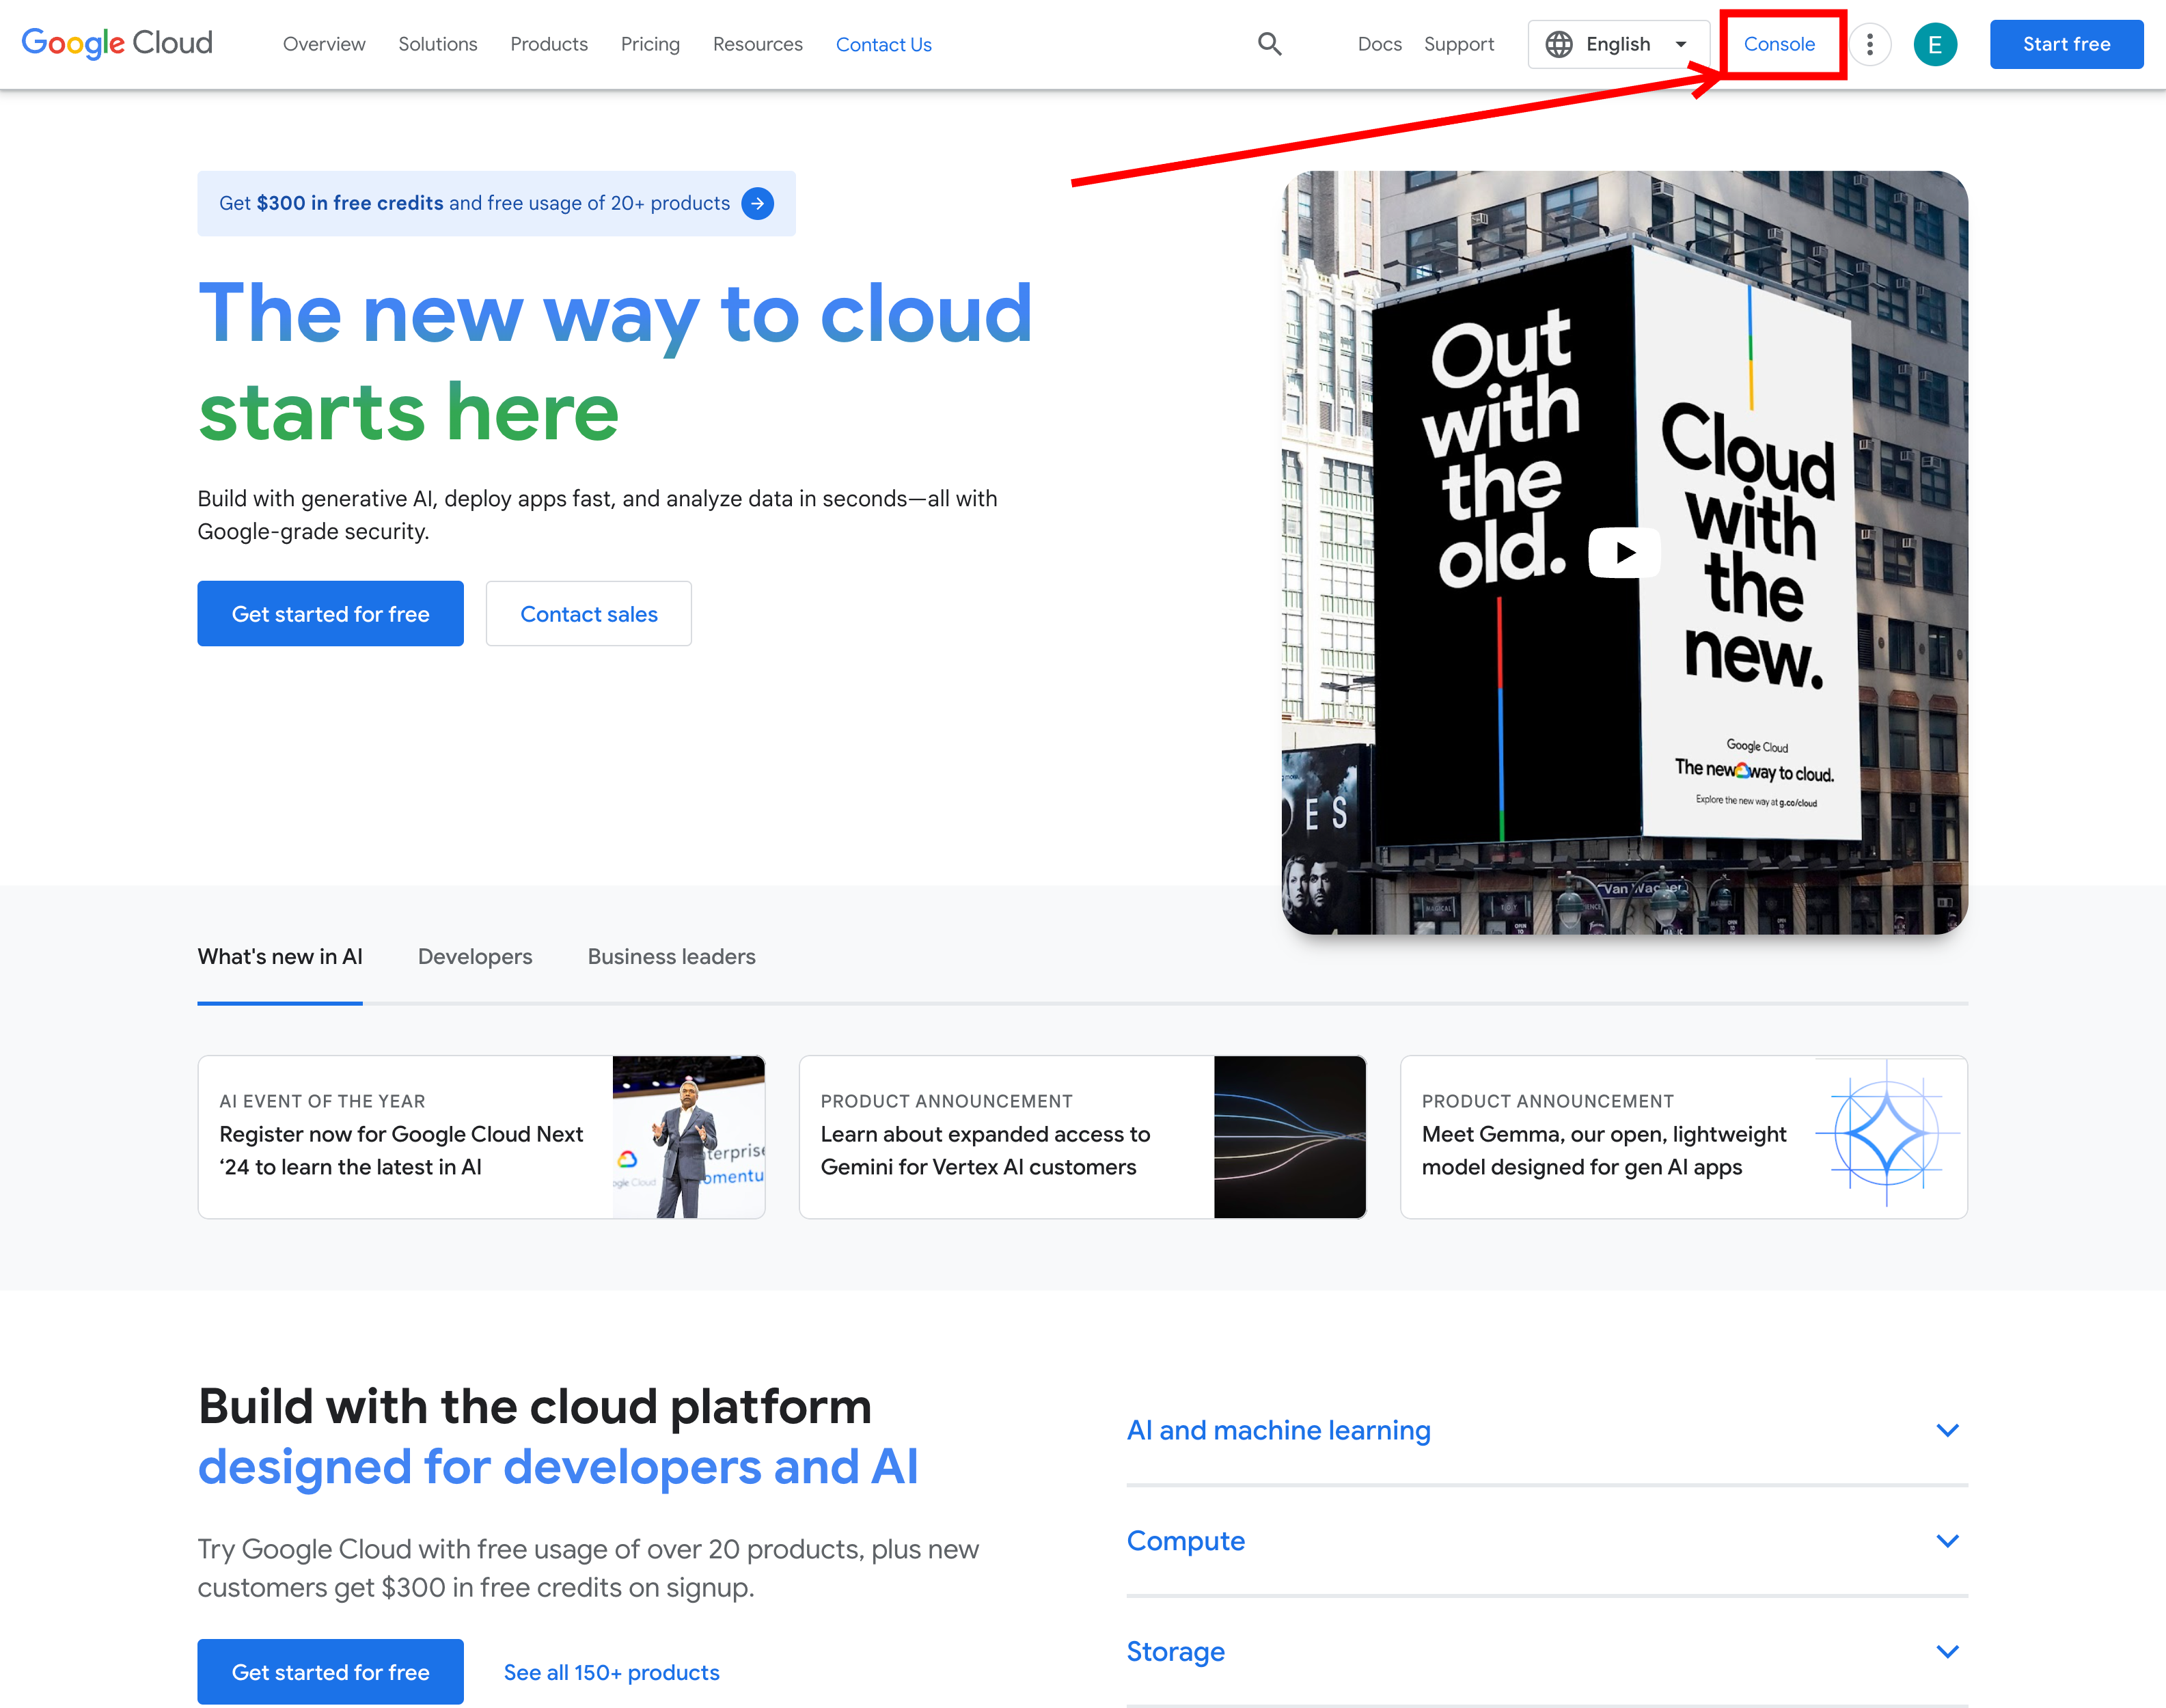 Google Cloud
Overview
Solutions
Products
Pricing
Resources
Contact Us
Docs
Support
English
Console
E
Start free
Get $300 in free credits and free usage of 20+ products
The new way to cloud
starts here
Build with generative AI, deploy apps fast, and analyze data in seconds—all with
Google-grade security.
Get started for free
Contact sales
Out
with
the
old.
Cloud
with
the
new.
Google Cloud
The new way to cloud.
Explore the new way at g.co/cloud
ES
Van Wagner
What's new in AI
Developers
Business leaders
AI EVENT OF THE YEAR
Register now for Google Cloud Next
‘24 to learn the latest in AI
PRODUCT ANNOUNCEMENT
Learn about expanded access to
Gemini for Vertex AI customers
PRODUCT ANNOUNCEMENT
Meet Gemma, our open, lightweight
model designed for gen AI apps
Build with the cloud platform
designed for developers and AI
Try Google Cloud with free usage of over 20 products, plus new
customers get $300 in free credits on signup.
Get started for free
See all 150+ products
AI and machine learning
Compute
Storage